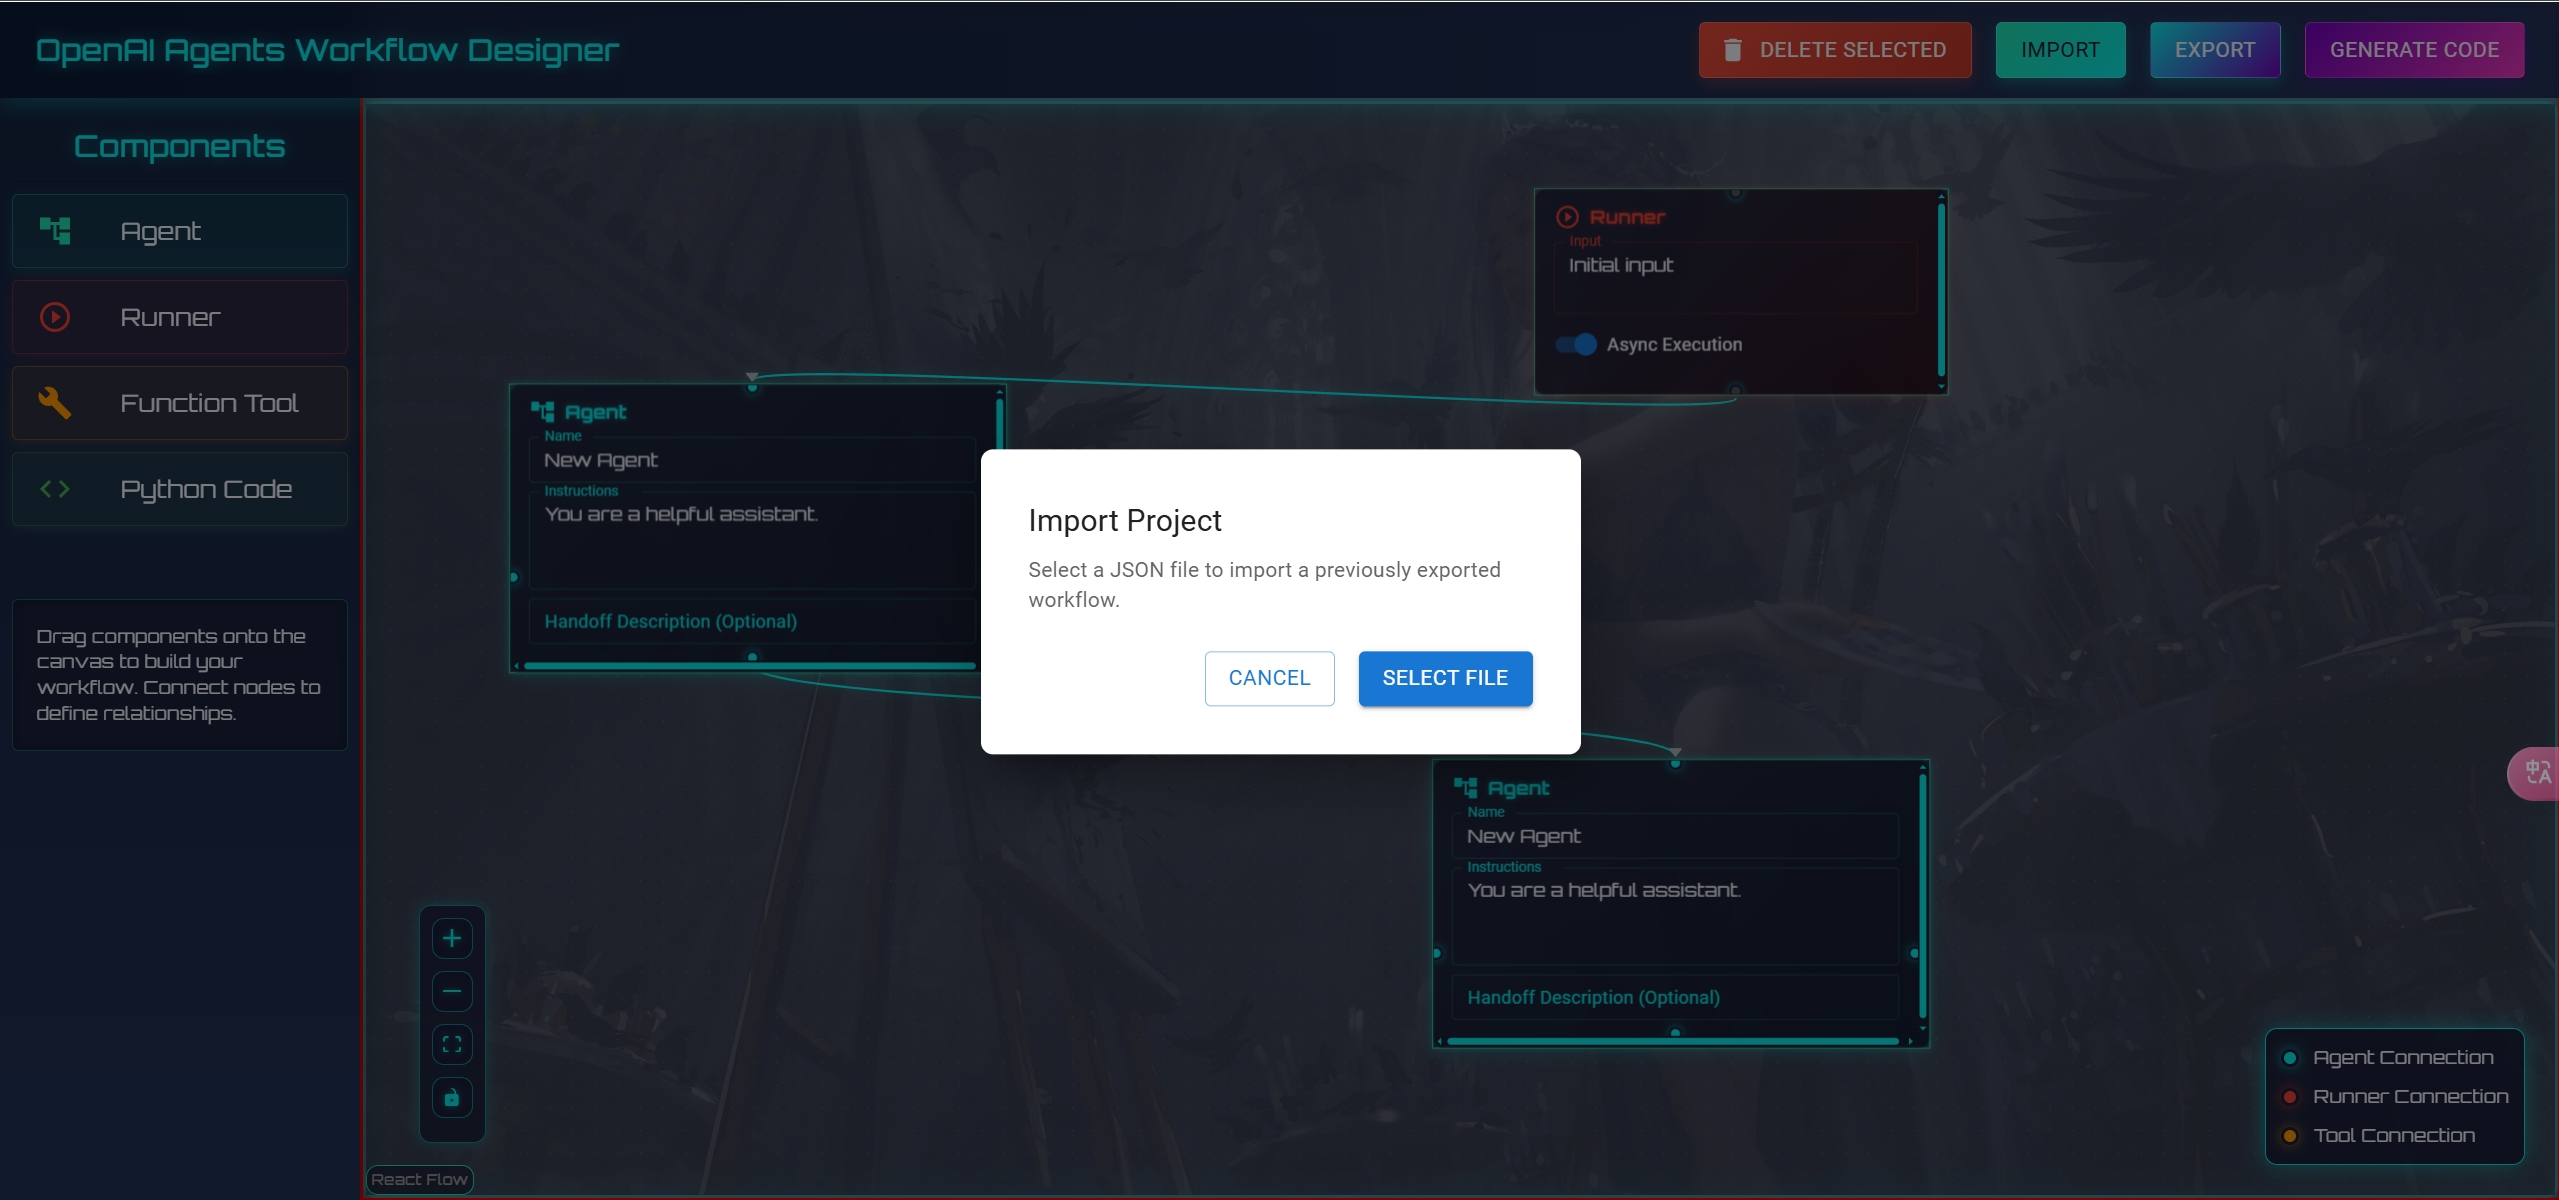 OpenAI Agents Workflow Designer
DELETE SELECTED
IMPORT
EXPORT
GENERATE CODE
Components
Agent
Runner
Function Tool
Python Code
Drag components onto the
canvas to build your
workflow. Connect nodes to
define relationships.
Runner
Input
Initial input
Async Execution
Agent
Name
New Agent
Instructions
You are a helpful assistant.
Handoff Description (Optional)
Import Project
Select a JSON file to import a previously exported
workflow.
CANCEL
SELECT FILE
Agent
Name
New Agent
Instructions
You are a helpful assistant.
Handoff Description (Optional)
Agent Connection
Runner Connection
Tool Connection
React Flow
中A